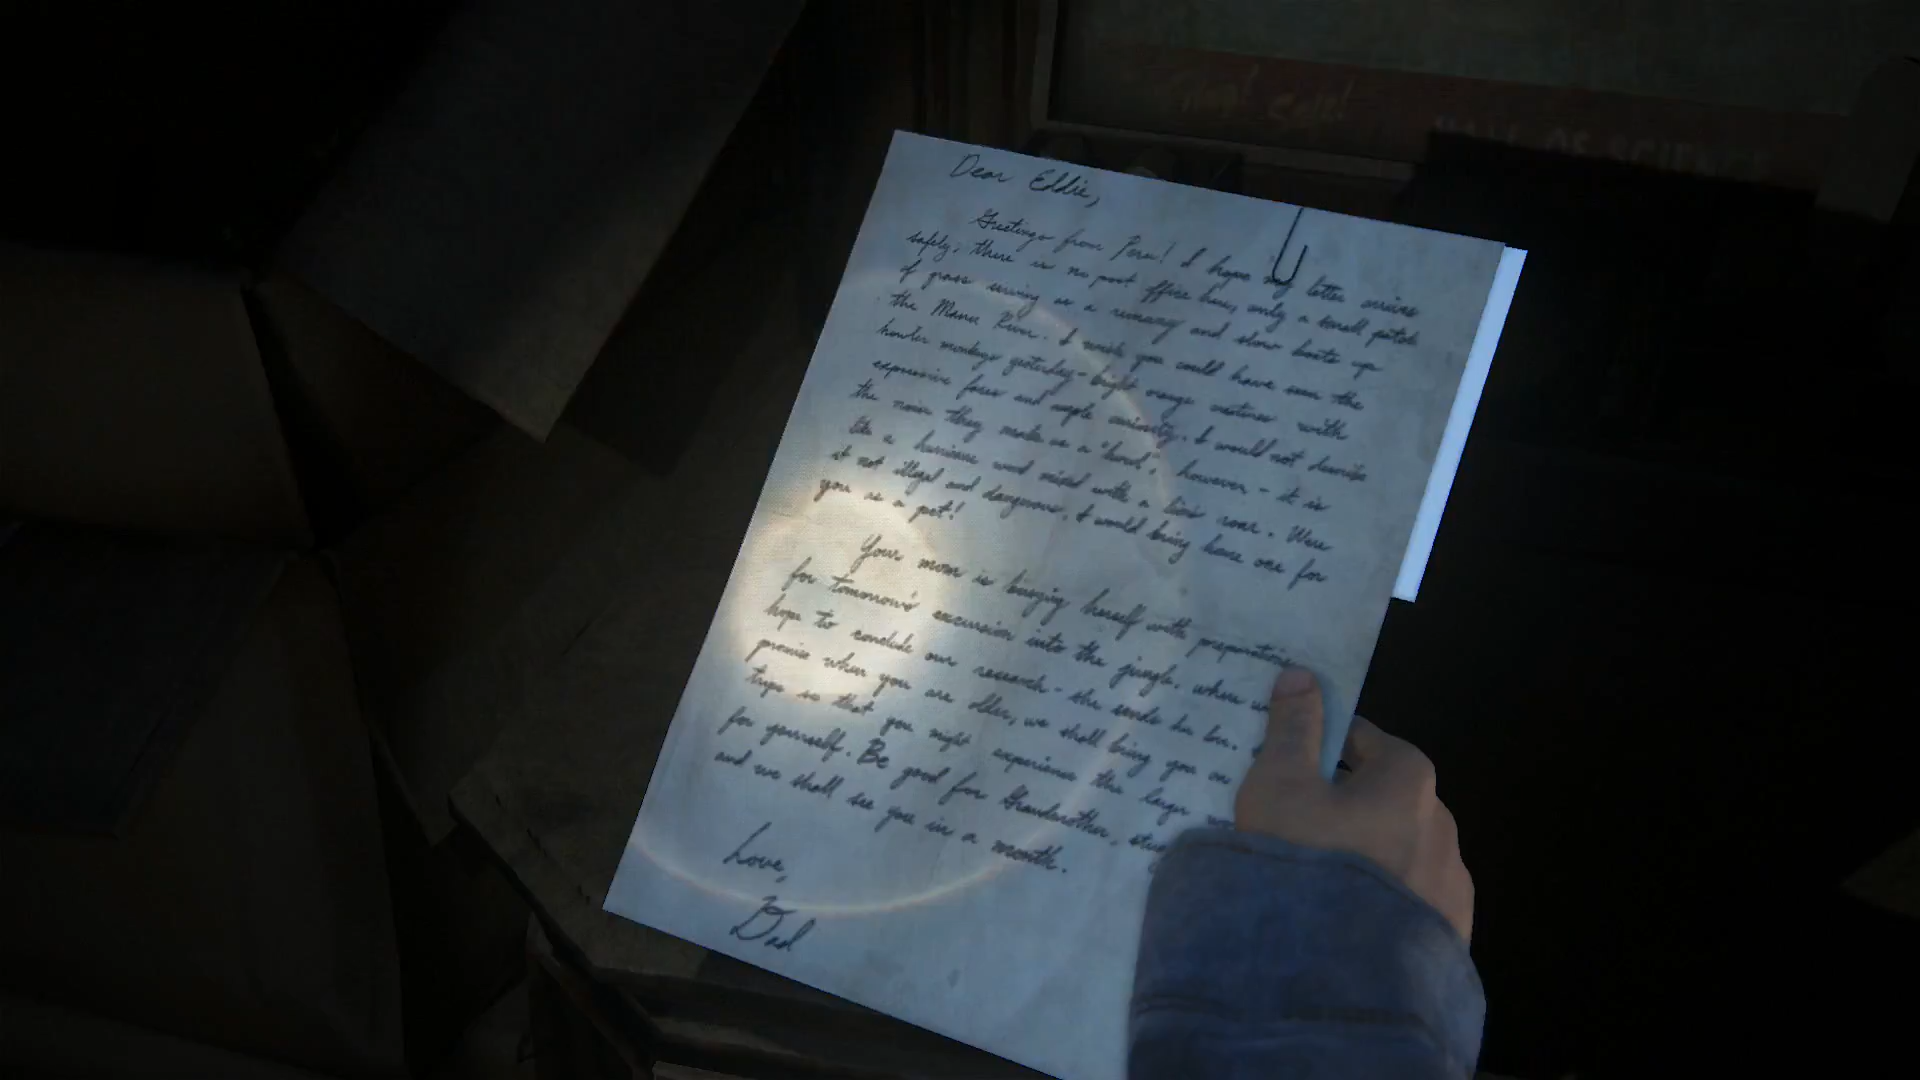 HALL OF SCIENCE
Dear Eddie,
Greetings from Peru! I hope my letter arrives
safely; there is no post office here, only a small patch
of grass serving as a runway and slow boats up
the Manu River. I wish you could have seen the
howler monkeys yesterday - bright orange creatures with
expressive faces and ample curiosity. I would not describe
the noise they make as a "howl", however - it is
like a hurricane wind mixed with a lion's roar. Were
it not illegal and dangerous, I would bring home one for
you as a pet!
Your mom is busying herself with preparations
for tomorrow's excursion into the jungle, where we
hope to conclude our research - she sends her love.
promise when you are older, we shall bring you on
trips so that you might experience the larger
for yourself. Be good for Grandmother,
and we shall see you in a month.
Love,
Dad